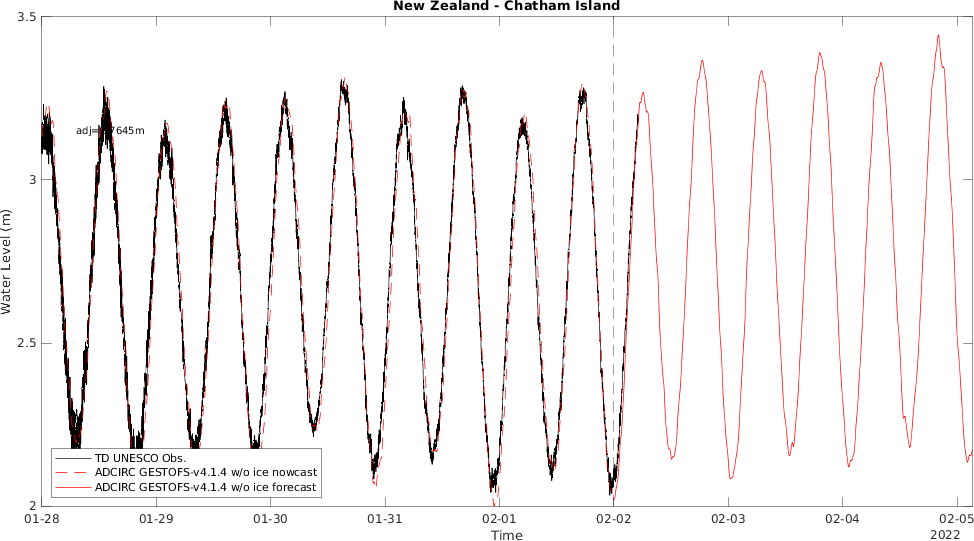 New Zealand - Chatham Island
3.5
3
2.5
2
Water Level (m)
TD UNESCO Obs.
ADCIRC GESTOFS-v4.1.4 w/o ice nowcast
ADCIRC GESTOFS-v4.1.4 w/o ice forecast
01-28 01-29 01-30 01-31 02-01 02-02 02-03 02-04 02-05
Time
2022